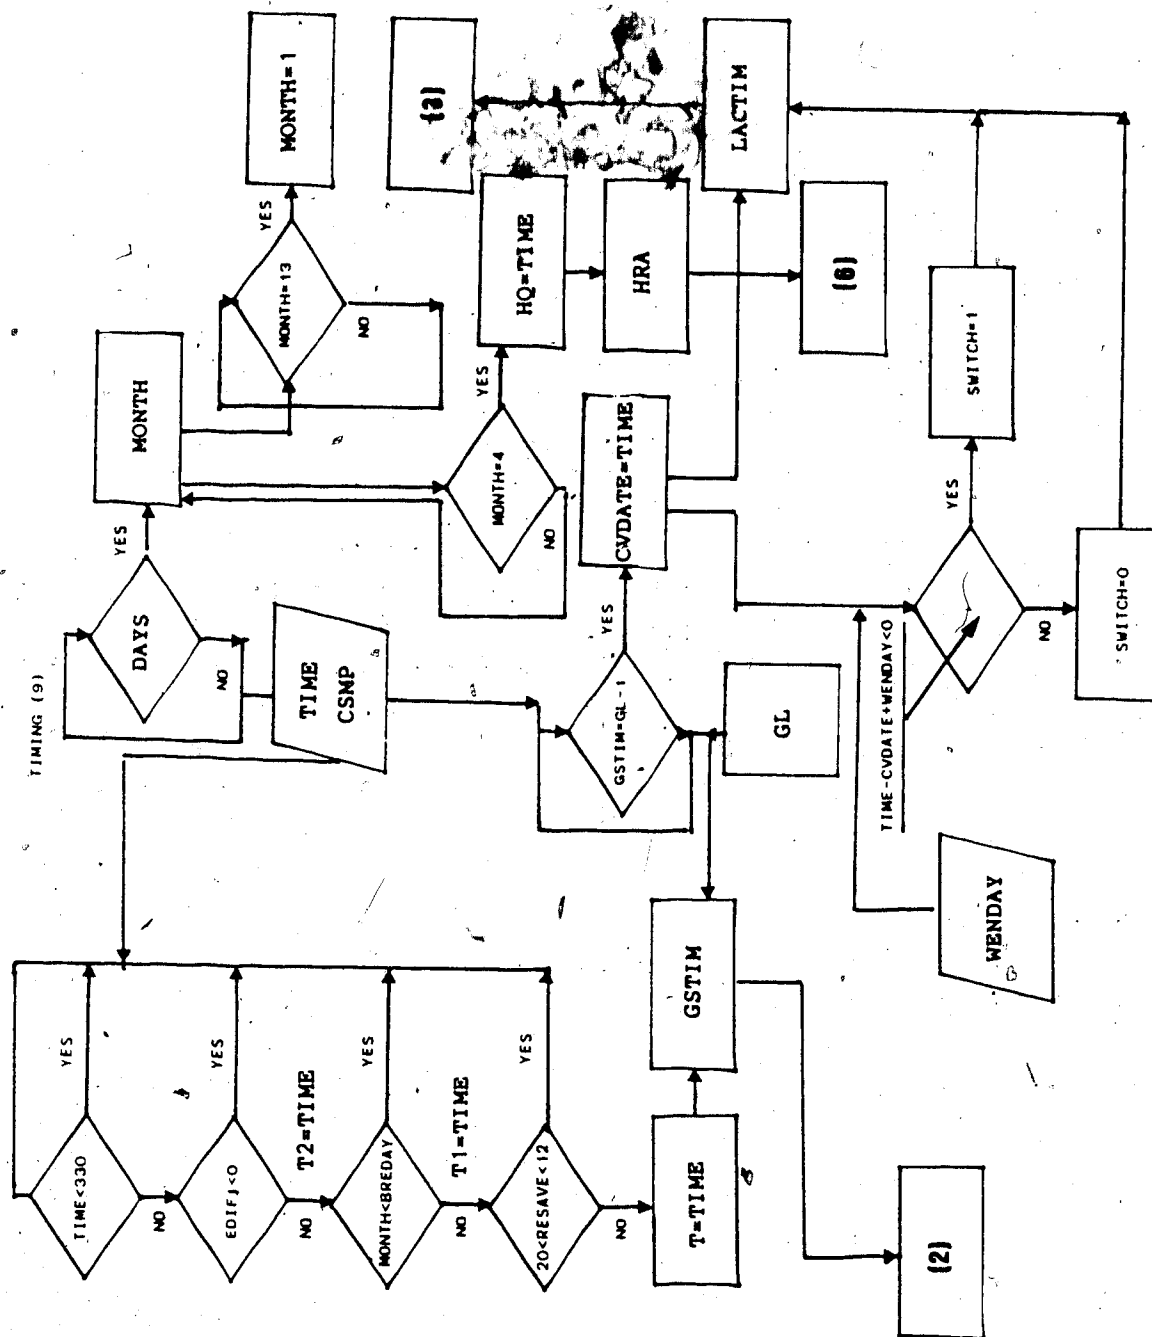 TIMING (9)
TIME<330
YES
NO
EDIFJ<0
YES
NO
T2=TIME
MONTH<BREDAY
YES
NO
T1=TIME
20<RESAVE<12
YES
NO
T=TIME
GSTIM
(2)
DAYS
YES
NO
TIME
CSMP
MONTH
MONTH=13
YES
NO
MONTH=1
MONTH=4
YES
NO
HQ=TIME
HRA
(6)
(3)
GSTIM=GL-1
YES
GL
CVDATE=TIME
LACTIM
WENDAY
TIME-CVDATE+WENDAY<0
YES
NO
SWITCH=1
SWITCH=0